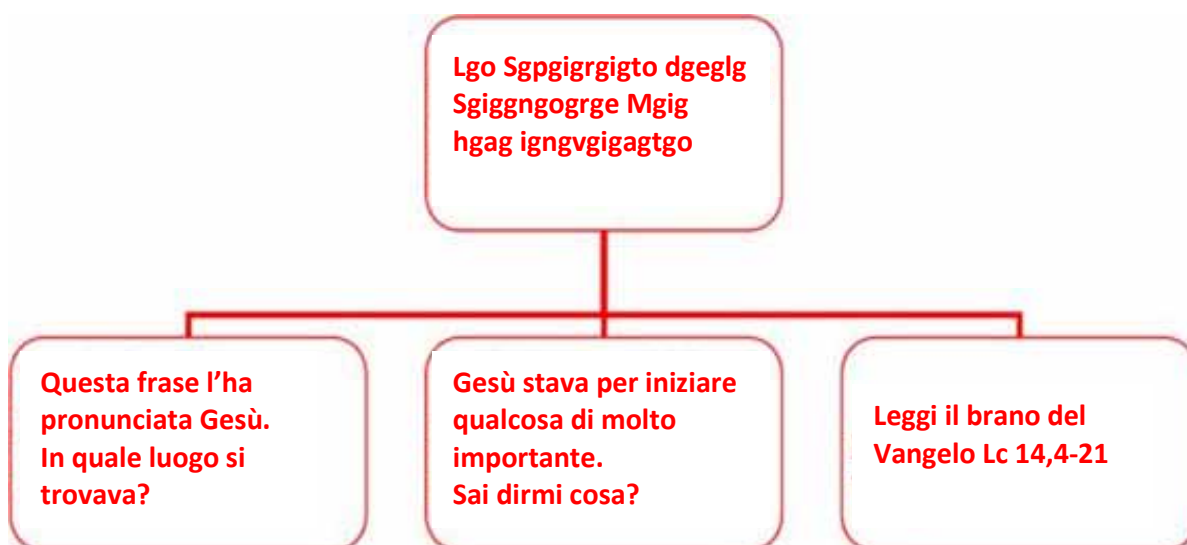 Lgo Sgpgigrgigto dgeglg
Sgiggngogrge Mgig
hgag igngvgigagtgo
Questa frase l’ha
pronunciata Gesù.
In quale luogo si
trovava?
Gesù stava per iniziare
qualcosa di molto
importante.
Sai dirmi cosa?
Leggi il brano del
Vangelo Lc 14,4-21